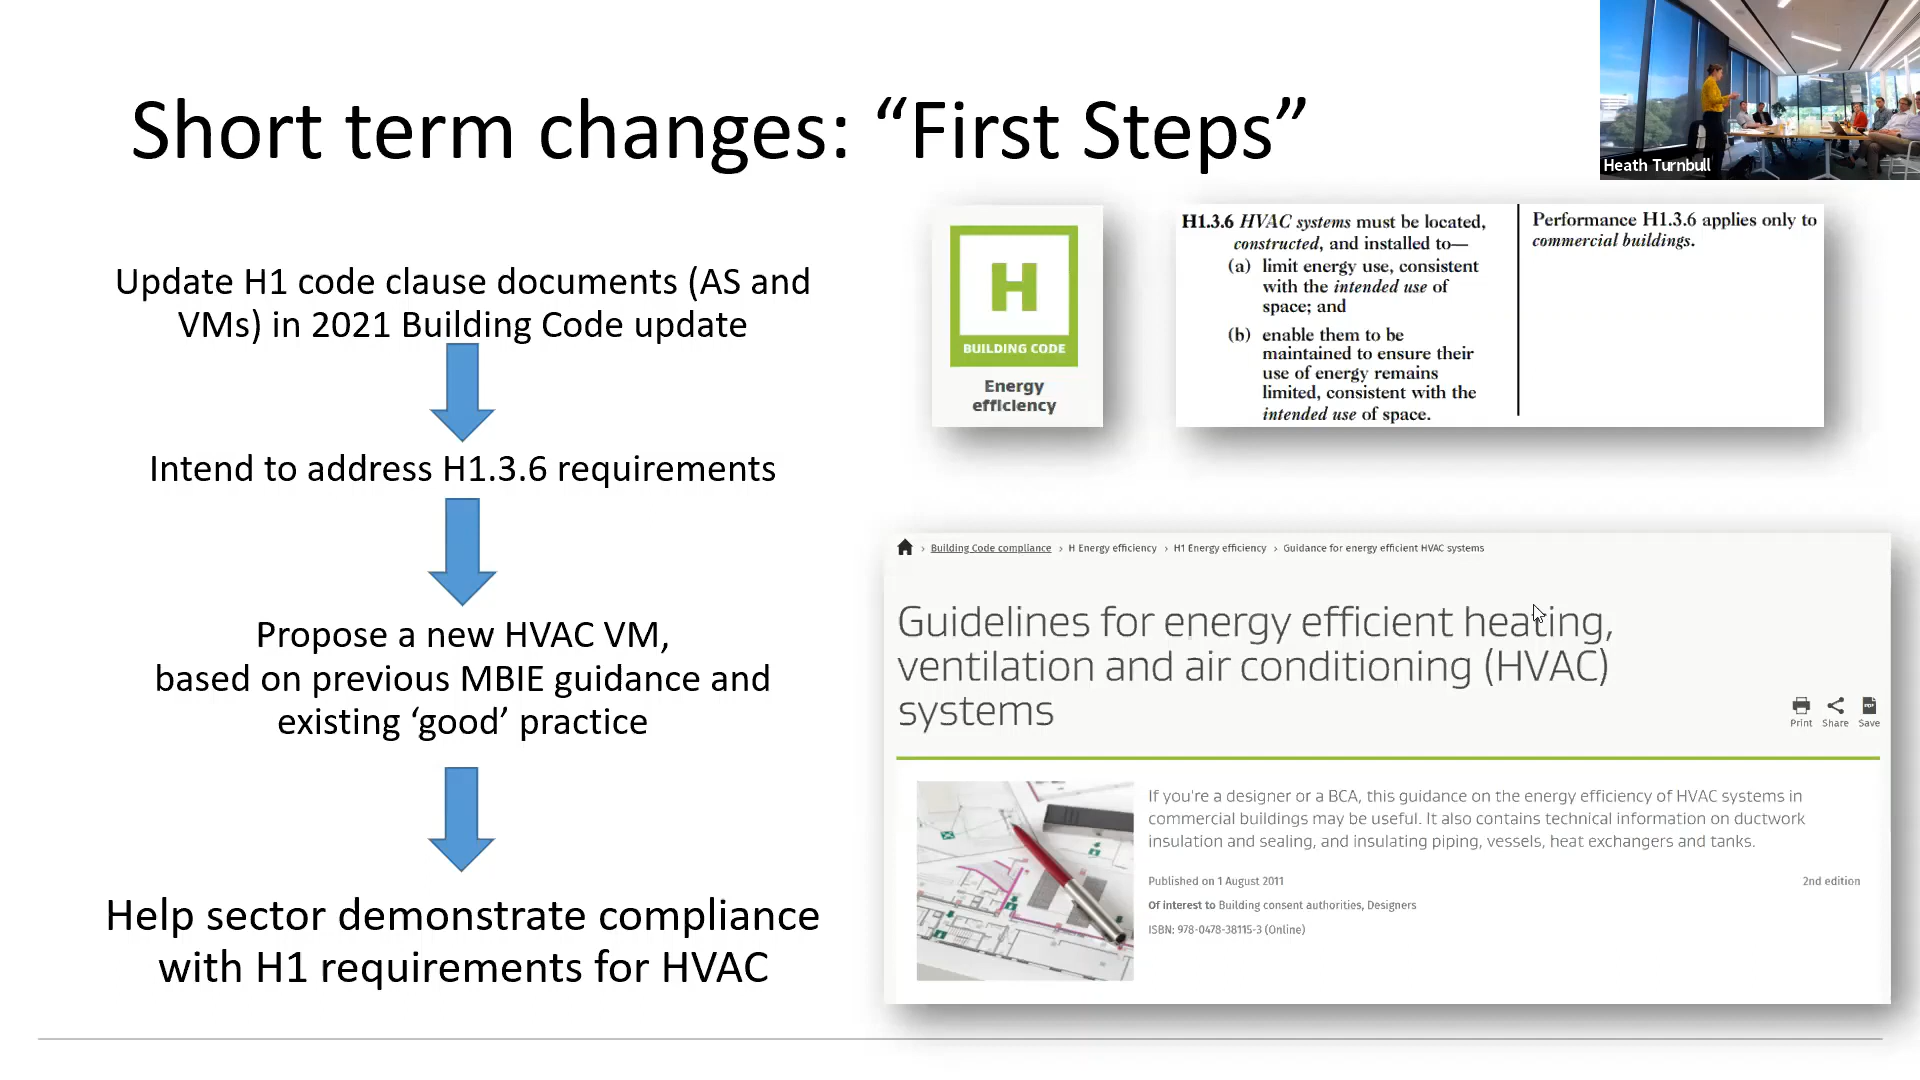 Short term changes: “First Steps”
Heath Turnbull
Update H1 code clause documents (AS and
VMs) in 2021 Building Code update
Intend to address H1.3.6 requirements
Propose a new HVAC VM,
based on previous MBIE guidance and
existing ‘good’ practice
Help sector demonstrate compliance
with H1 requirements for HVAC
H
BUILDING CODE
Energy
efficiency
H1.3.6 HVAC systems must be located,
constructed, and installed to—
(a) limit energy use, consistent
with the intended use of
space; and
(b) enable them to be
maintained to ensure their
use of energy remains
limited, consistent with the
intended use of space.
Performance H1.3.6 applies only to
commercial buildings.
› Building Code compliance › H Energy efficiency › H1 Energy efficiency › Guidance for energy efficient HVAC systems
Guidelines for energy efficient heating,
ventilation and air conditioning (HVAC)
systems
Print Share Save
If you're a designer or a BCA, this guidance on the energy efficiency of HVAC systems in
commercial buildings may be useful. It also contains technical information on ductwork
insulation and sealing, and insulating piping, vessels, heat exchangers and tanks.
Published on 1 August 2011
2nd edition
Of interest to Building consent authorities, Designers
ISBN: 978-0478-38115-3 (Online)